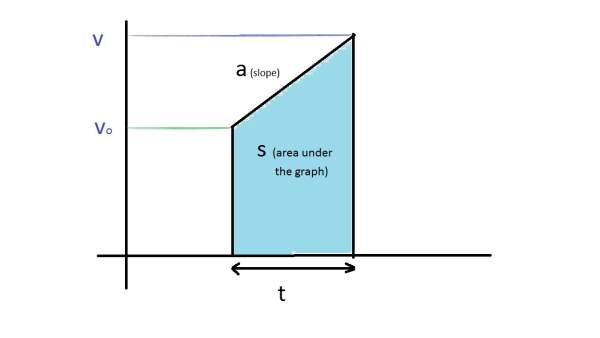 v
a (slope)
v₀
s (area under
the graph)
t